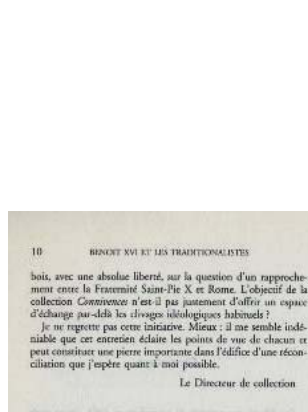 10 BENOIT XVI ET LES TRADITIONALISTES
bois, avec une absolue liberté, sur la question d'un rapproche-
ment entre la Fraternité Saint-Pie X et Rome. L'objectif de la
collection Connivences n'est-il pas justement d'offrir un espace
d'échange par-delà les clivages idéologiques habituels ?
Je ne regrette pas cette initiative. Mieux : il me semble indé-
niable que cet entretien éclaire les points de vue de chacun et
peut constituer une pierre importante dans l'édifice d'une récon-
ciliation que j'espère quant à moi possible.
Le Directeur de collection